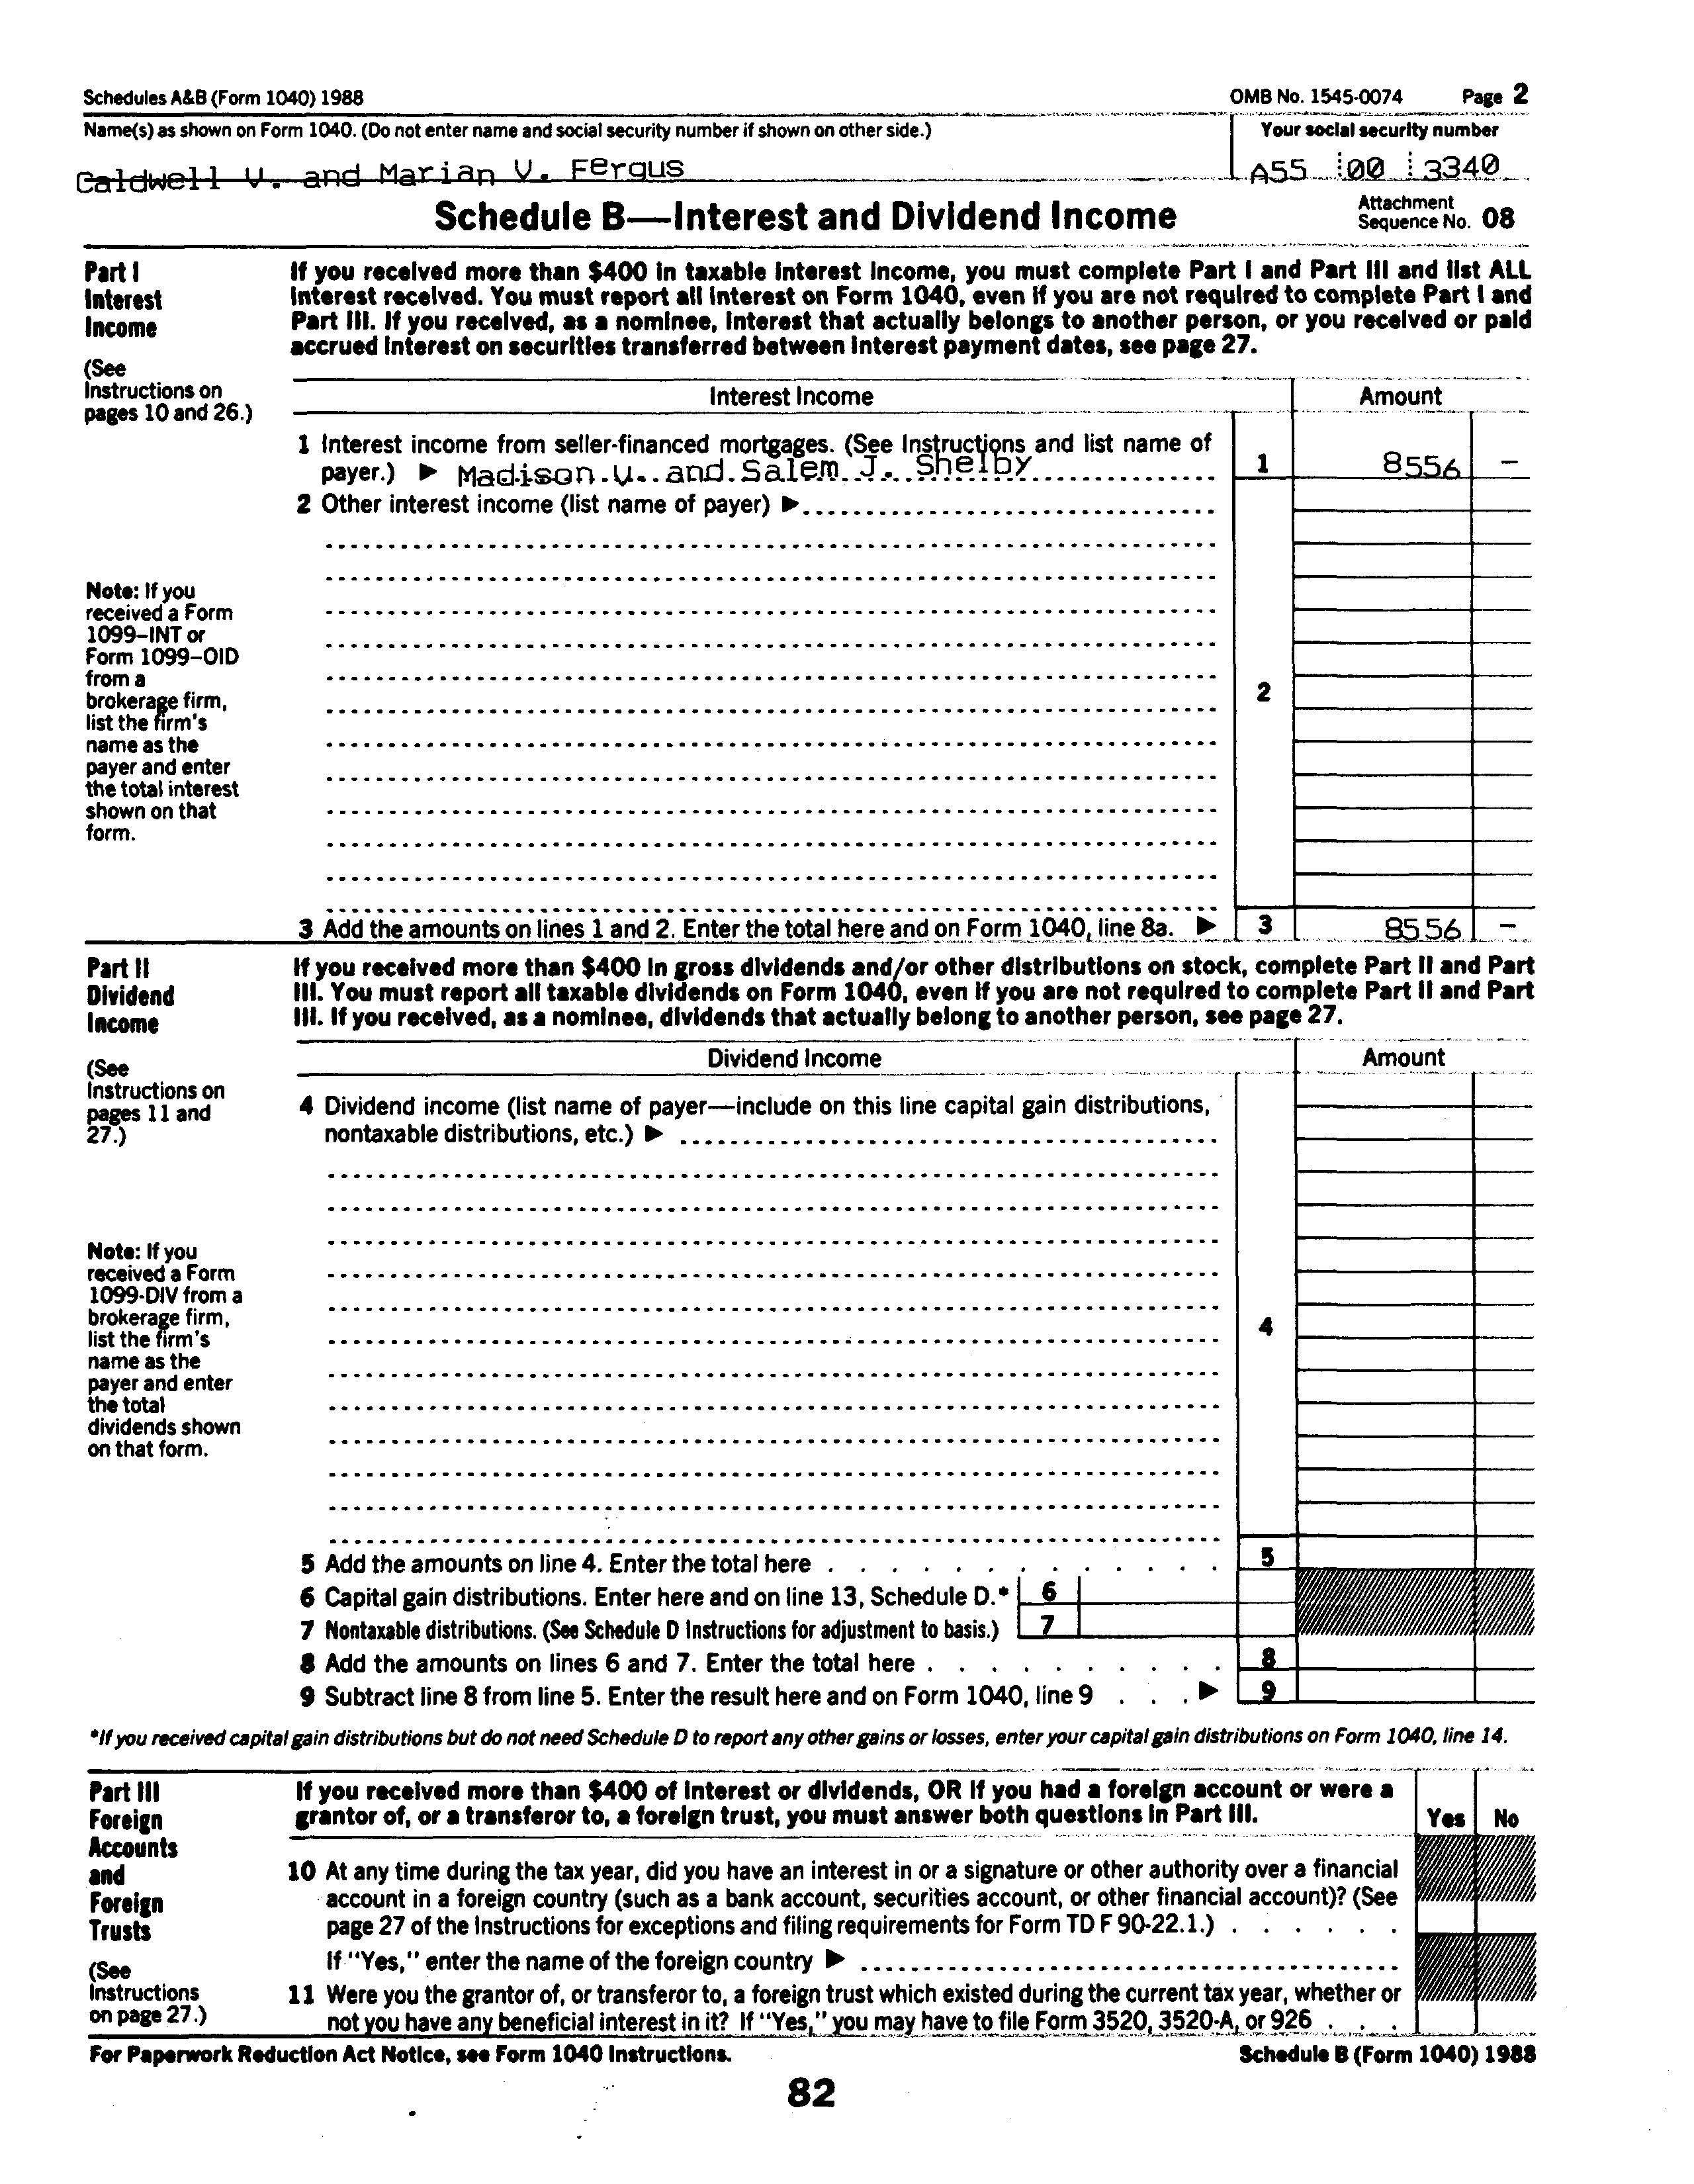 Schedules A&B (Form 1040) 1988 OMB No. 1545-0074 Page 2
Name(s) as shown on Form 1040. (Do not enter name and social security number if shown on other side.) Your social security number
Caldwell V. and Marian V. Fergus A55 00 3340
Schedule B—Interest and Dividend Income Attachment Sequence No. 08
Part I
Interest
Income
(See
Instructions on
pages 10 and 26.)
If you received more than $400 in taxable interest income, you must complete Part I and Part III and list ALL
interest received. You must report all interest on Form 1040, even if you are not required to complete Part I and
Part III. If you received, as a nominee, interest that actually belongs to another person, or you received or paid
accrued interest on securities transferred between interest payment dates, see page 27.
Interest Income Amount
1 Interest income from seller-financed mortgages. (See Instructions and list name of
payer.) ▶ Madison U. and Salem J. Shelby 1 8556 –
2 Other interest income (list name of payer) ▶
Note: If you
received a Form
1099–INT or
Form 1099–OID
from a
brokerage firm,
list the firm's
name as the
payer and enter
the total interest
shown on that
form.
2
3 Add the amounts on lines 1 and 2. Enter the total here and on Form 1040, line 8a. ▶ 3 8556 –
Part II
Dividend
Income
(See
Instructions on
pages 11 and
27.)
If you received more than $400 in gross dividends and/or other distributions on stock, complete Part II and Part
III. You must report all taxable dividends on Form 1040, even if you are not required to complete Part II and Part
III. If you received, as a nominee, dividends that actually belong to another person, see page 27.
Dividend Income Amount
4 Dividend income (list name of payer—include on this line capital gain distributions,
nontaxable distributions, etc.) ▶
Note: If you
received a Form
1099-DIV from a
brokerage firm,
list the firm's
name as the
payer and enter
the total
dividends shown
on that form.
4
5 Add the amounts on line 4. Enter the total here 5
6 Capital gain distributions. Enter here and on line 13, Schedule D.* 6
7 Nontaxable distributions. (See Schedule D Instructions for adjustment to basis.) 7
8 Add the amounts on lines 6 and 7. Enter the total here 8
9 Subtract line 8 from line 5. Enter the result here and on Form 1040, line 9 ▶ 9
*If you received capital gain distributions but do not need Schedule D to report any other gains or losses, enter your capital gain distributions on Form 1040, line 14.
Part III
Foreign
Accounts
and
Foreign
Trusts
(See
Instructions
on page 27.)
If you received more than $400 of interest or dividends, OR if you had a foreign account or were a
grantor of, or a transferor to, a foreign trust, you must answer both questions in Part III. Yes No
10 At any time during the tax year, did you have an interest in or a signature or other authority over a financial
account in a foreign country (such as a bank account, securities account, or other financial account)? (See
page 27 of the Instructions for exceptions and filing requirements for Form TD F 90-22.1.)
If "Yes," enter the name of the foreign country ▶
11 Were you the grantor of, or transferor to, a foreign trust which existed during the current tax year, whether or
not you have any beneficial interest in it? If "Yes," you may have to file Form 3520, 3520-A, or 926
For Paperwork Reduction Act Notice, see Form 1040 Instructions. Schedule B (Form 1040) 1988
82